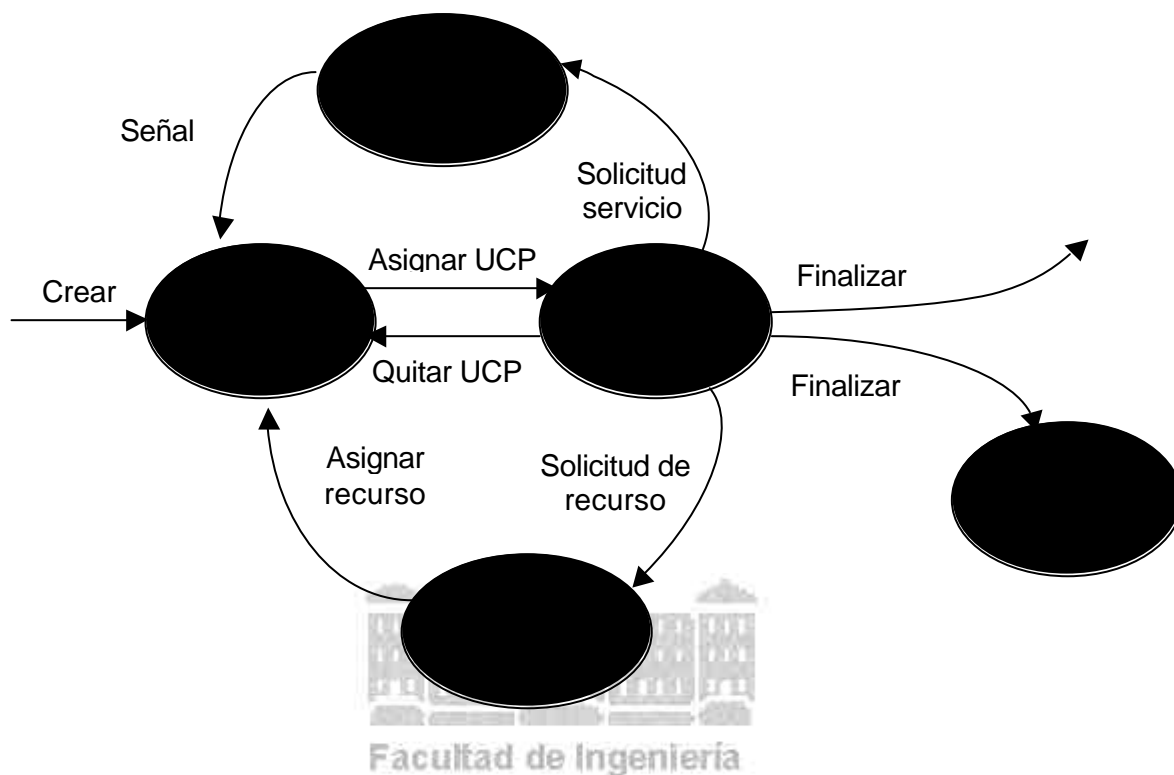 Señal
Solicitud
servicio
Asignar UCP
Finalizar
Crear
Quitar UCP
Finalizar
Asignar
recurso
Solicitud de
recurso
Facultad de Ingeniería